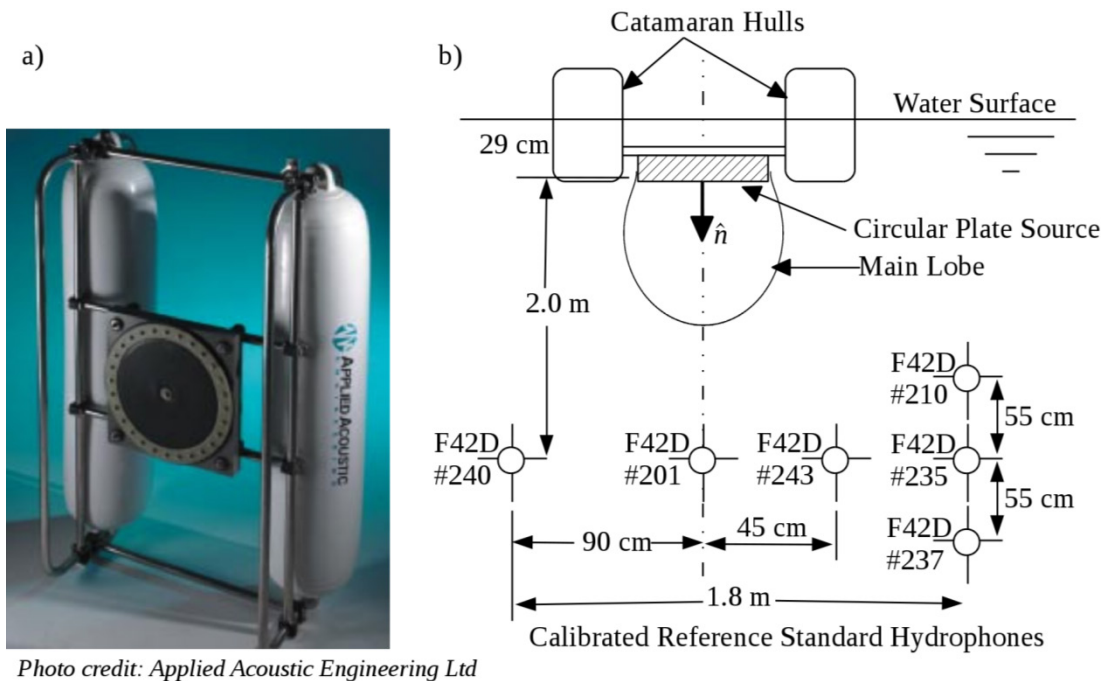 a)
b)
Catamaran Hulls
Water Surface
29 cm
n̂
Circular Plate Source
Main Lobe
2.0 m
F42D
#210
55 cm
F42D
#240
F42D
#201
F42D
#243
F42D
#235
55 cm
F42D
#237
90 cm
45 cm
1.8 m
Calibrated Reference Standard Hydrophones
APPLIED ACOUSTIC
Photo credit: Applied Acoustic Engineering Ltd